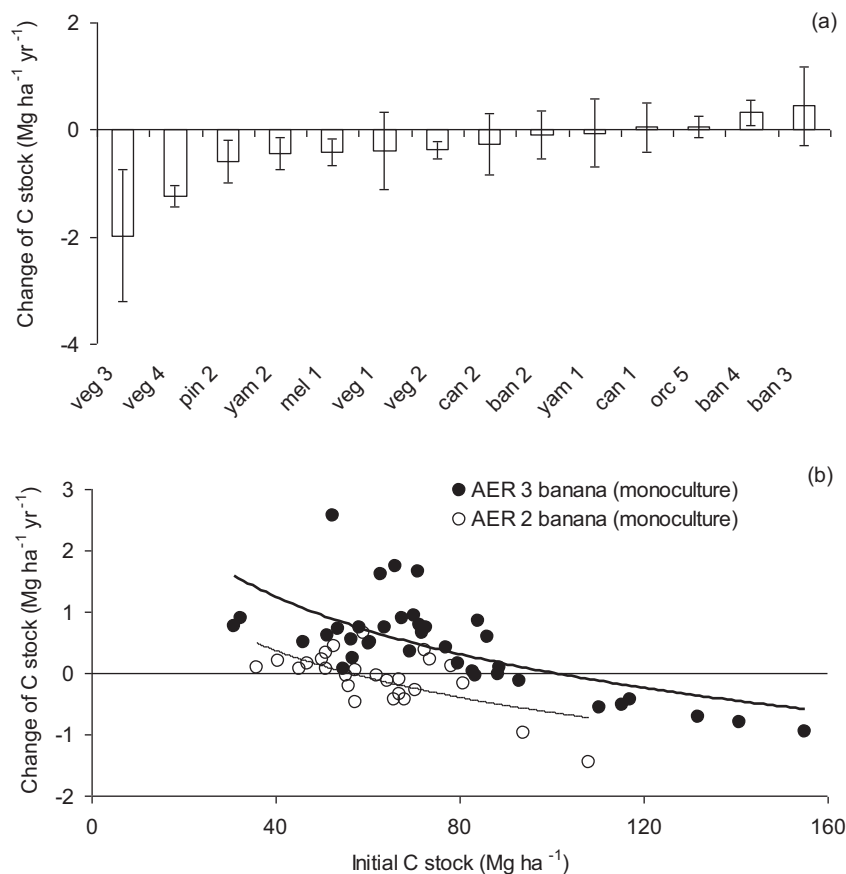 (a)
Change of C stock (Mg ha⁻¹ yr⁻¹)
2
0
-2
-4
veg 3 veg 4 pin 2 yam 2 mel 1 veg 1 veg 2 can 2 ban 2 yam 1 can 1 orc 5 ban 4 ban 3
(b)
Change of C stock (Mg ha⁻¹ yr⁻¹)
3
2
1
0
-1
-2
AER 3 banana (monoculture)
AER 2 banana (monoculture)
0 40 80 120 160
Initial C stock (Mg ha ⁻¹)